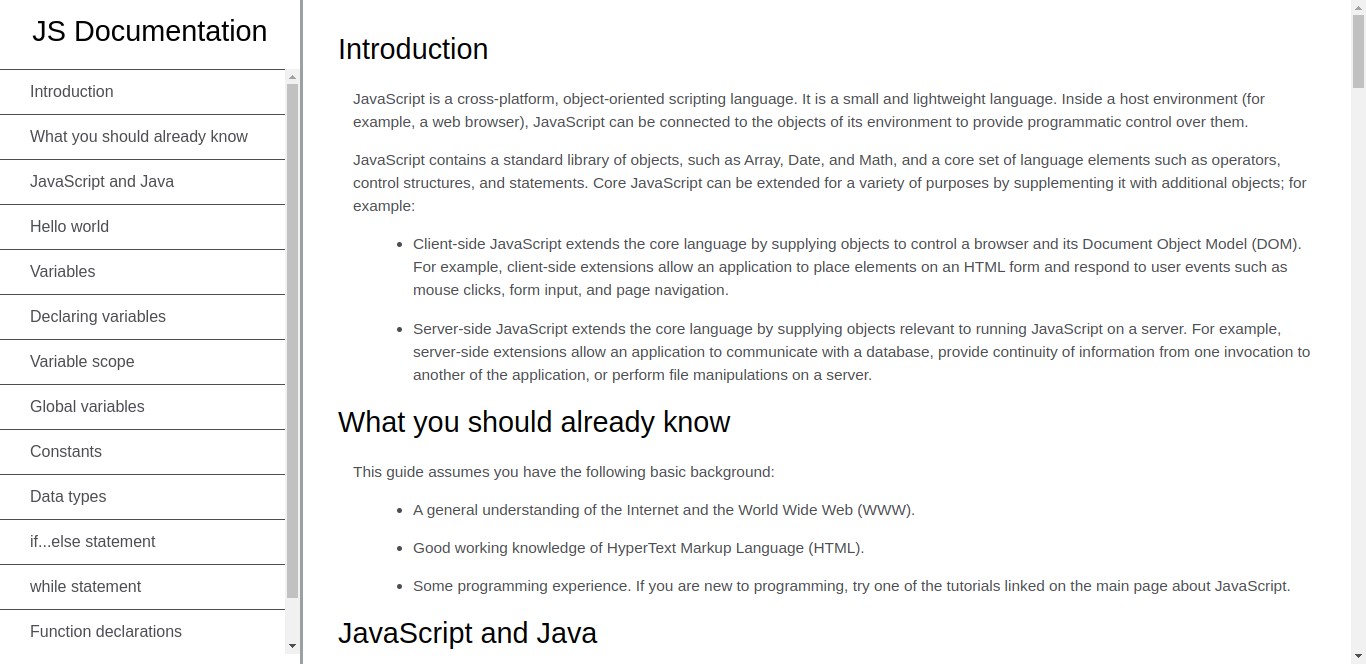 JS Documentation
Introduction
What you should already know
JavaScript and Java
Hello world
Variables
Declaring variables
Variable scope
Global variables
Constants
Data types
if...else statement
while statement
Function declarations
Introduction
JavaScript is a cross-platform, object-oriented scripting language. It is a small and lightweight language. Inside a host environment (for
example, a web browser), JavaScript can be connected to the objects of its environment to provide programmatic control over them.
JavaScript contains a standard library of objects, such as Array, Date, and Math, and a core set of language elements such as operators,
control structures, and statements. Core JavaScript can be extended for a variety of purposes by supplementing it with additional objects; for
example:
• Client-side JavaScript extends the core language by supplying objects to control a browser and its Document Object Model (DOM).
For example, client-side extensions allow an application to place elements on an HTML form and respond to user events such as
mouse clicks, form input, and page navigation.
• Server-side JavaScript extends the core language by supplying objects relevant to running JavaScript on a server. For example,
server-side extensions allow an application to communicate with a database, provide continuity of information from one invocation to
another of the application, or perform file manipulations on a server.
What you should already know
This guide assumes you have the following basic background:
• A general understanding of the Internet and the World Wide Web (WWW).
• Good working knowledge of HyperText Markup Language (HTML).
• Some programming experience. If you are new to programming, try one of the tutorials linked on the main page about JavaScript.
JavaScript and Java